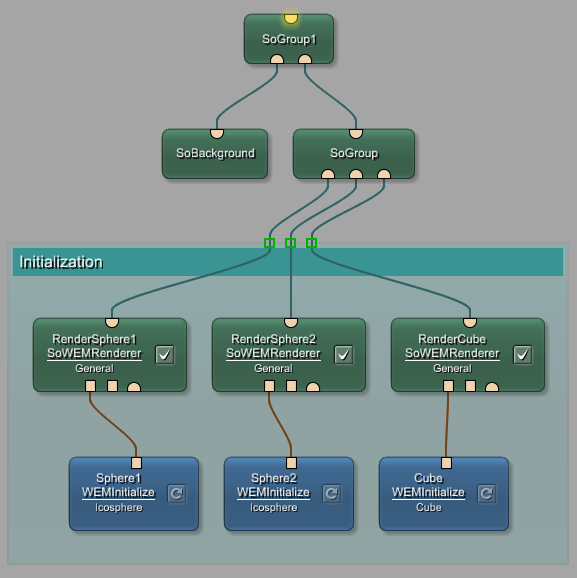 SoGroup1
SoBackground
SoGroup
Initialization
RenderSphere1
SoWEMRenderer
General
RenderSphere2
SoWEMRenderer
General
RenderCube
SoWEMRenderer
General
Sphere1
WEMInitialize
Icosphere
Sphere2
WEMInitialize
Icosphere
Cube
WEMInitialize
Cube